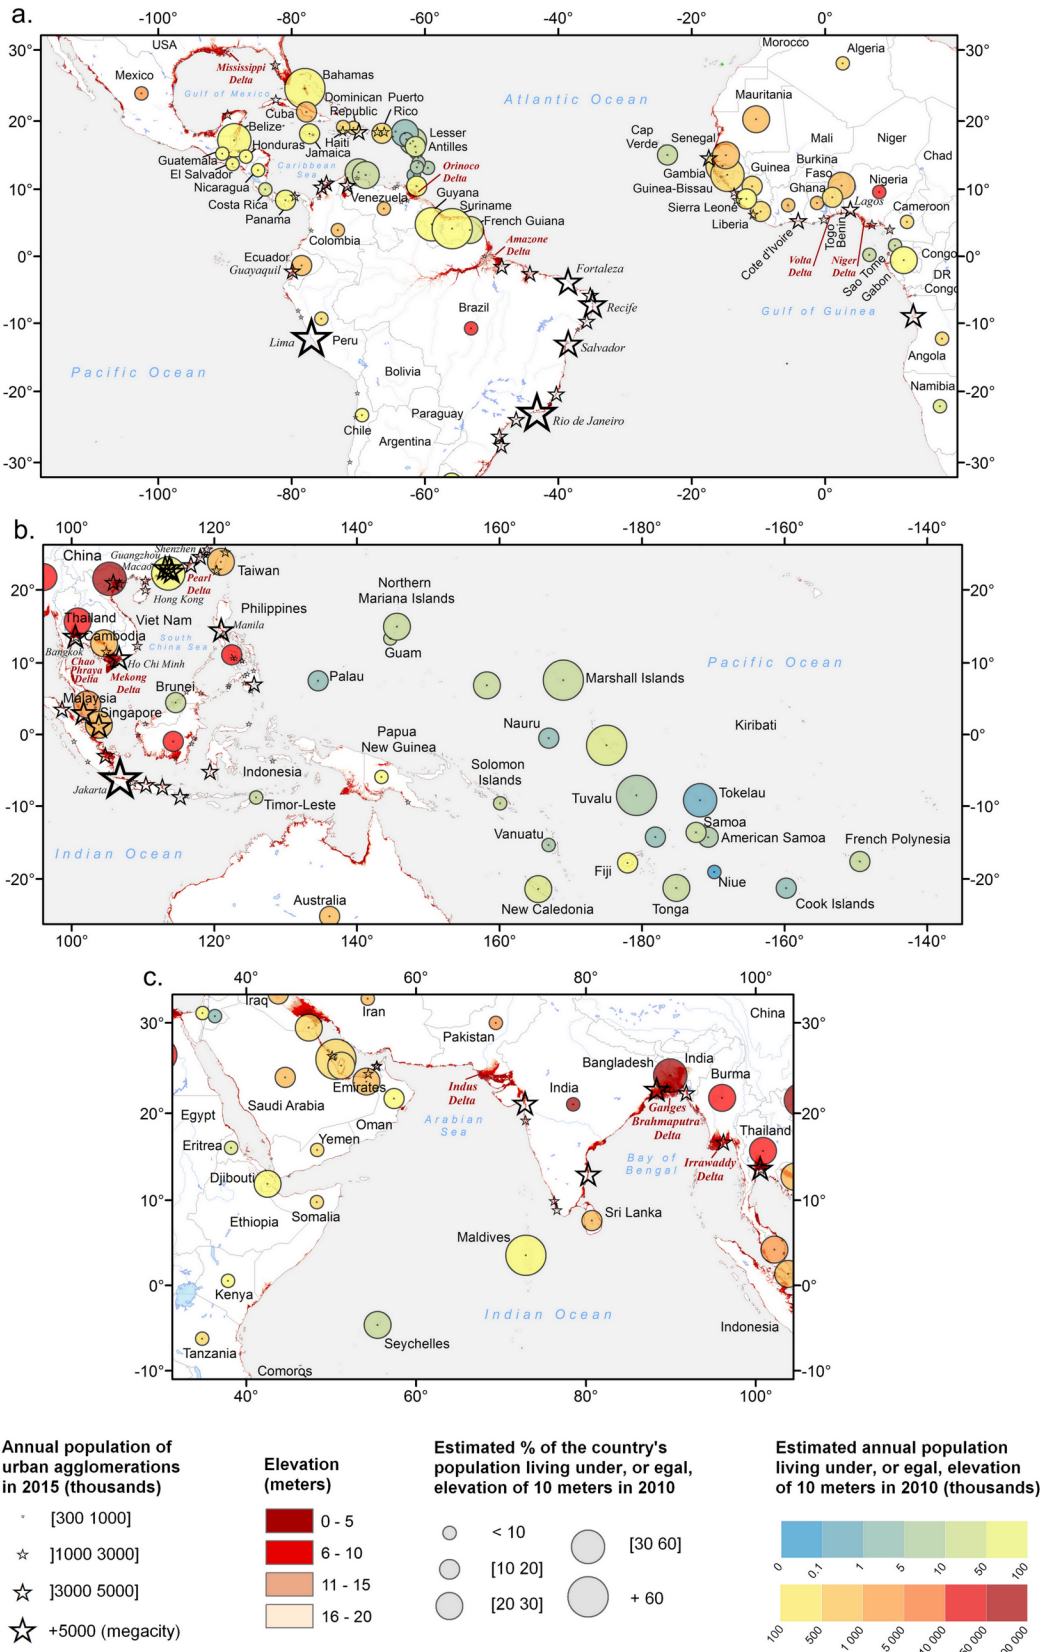 a.
-100° -80° -60° -40° -20° 0°
30° 30°
20° 20°
10° 10°
0° 0°
-10° -10°
-20° -20°
-30° -30°
USA
Mexico
Mississippi
Delta
Gulf of Mexico
Bahamas
Cuba
Dominican
Republic
Puerto
Rico
Belize
Honduras
Haiti
Jamaica
Lesser
Antilles
Guatemala
El Salvador
Caribbean
Sea
Nicaragua
Costa Rica
Panama
Venezuela
Orinoco
Delta
Guyana
Suriname
French Guiana
Colombia
Ecuador
Guayaquil
Amazone
Delta
Fortaleza
Recife
Brazil
Lima
Peru
Salvador
Bolivia
Pacific Ocean
Paraguay
Rio de Janeiro
Chile
Argentina
Atlantic Ocean
Morocco
Algeria
Mauritania
Cap
Verde
Senegal
Mali
Niger
Chad
Gambia
Guinea
Burkina
Faso
Guinea-Bissau
Ghana
Nigeria
Sierra Leone
Lagos
Cameroon
Liberia
Cote d'Ivoire
Togo
Benin
Volta
Delta
Niger
Delta
Sao Tome
Gabon
Congo
DR
Congo
Gulf of Guinea
Angola
Namibia
-100° -80° -60° -40° -20° 0°
b.
100° 120° 140° 160° -180° -160° -140°
20° 20°
10° 10°
0° 0°
-10° -10°
-20° -20°
China
Shenzhen
Guangzhou
Macao
Pearl
Delta
Hong Kong
Taiwan
Thailand
Viet Nam
Philippines
Cambodia
South
China Sea
Manila
Bangkok
Chao
Phraya
Delta
Ho Chi Minh
Mekong
Delta
Brunei
Malaysia
Singapore
Indonesia
Jakarta
Timor-Leste
Indian Ocean
Australia
Northern
Mariana Islands
Guam
Palau
Marshall Islands
Pacific Ocean
Nauru
Kiribati
Papua
New Guinea
Solomon
Islands
Tuvalu
Tokelau
Samoa
American Samoa
Vanuatu
French Polynesia
Fiji
Niue
New Caledonia
Tonga
Cook Islands
100° 120° 140° 160° -180° -160° -140°
c.
40° 60° 80° 100°
30° 30°
20° 20°
10° 10°
0° 0°
-10° -10°
Iraq
Iran
Pakistan
China
Bangladesh
India
Burma
Emirates
Indus
Delta
India
Saudi Arabia
Egypt
Oman
Arabian
Sea
Ganges
Brahmaputra
Delta
Thailand
Eritrea
Yemen
Bay of
Bengal
Irrawaddy
Delta
Djibouti
Somalia
Sri Lanka
Ethiopia
Maldives
Kenya
Indian Ocean
Seychelles
Indonesia
Tanzania
Comoros
40° 60° 80° 100°
Annual population of
urban agglomerations
in 2015 (thousands)
[300 1000]
]1000 3000]
]3000 5000]
+5000 (megacity)
Elevation
(meters)
0 - 5
6 - 10
11 - 15
16 - 20
Estimated % of the country's
population living under, or egal,
elevation of 10 meters in 2010
< 10
[10 20]
[20 30]
[30 60]
+ 60
Estimated annual population
living under, or egal, elevation
of 10 meters in 2010 (thousands)
0 0.1 1 5 10 50 100
100 500 1 000 5 000 10 000